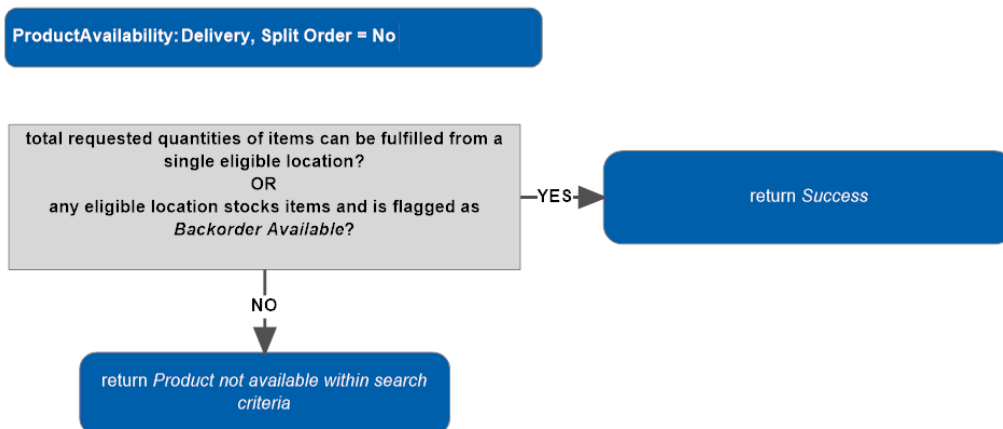 ProductAvailability: Delivery, Split Order = No
total requested quantities of items can be fulfilled from a
single eligible location?
OR
any eligible location stocks items and is flagged as
Backorder Available?
YES
return Success
NO
return Product not available within search
criteria